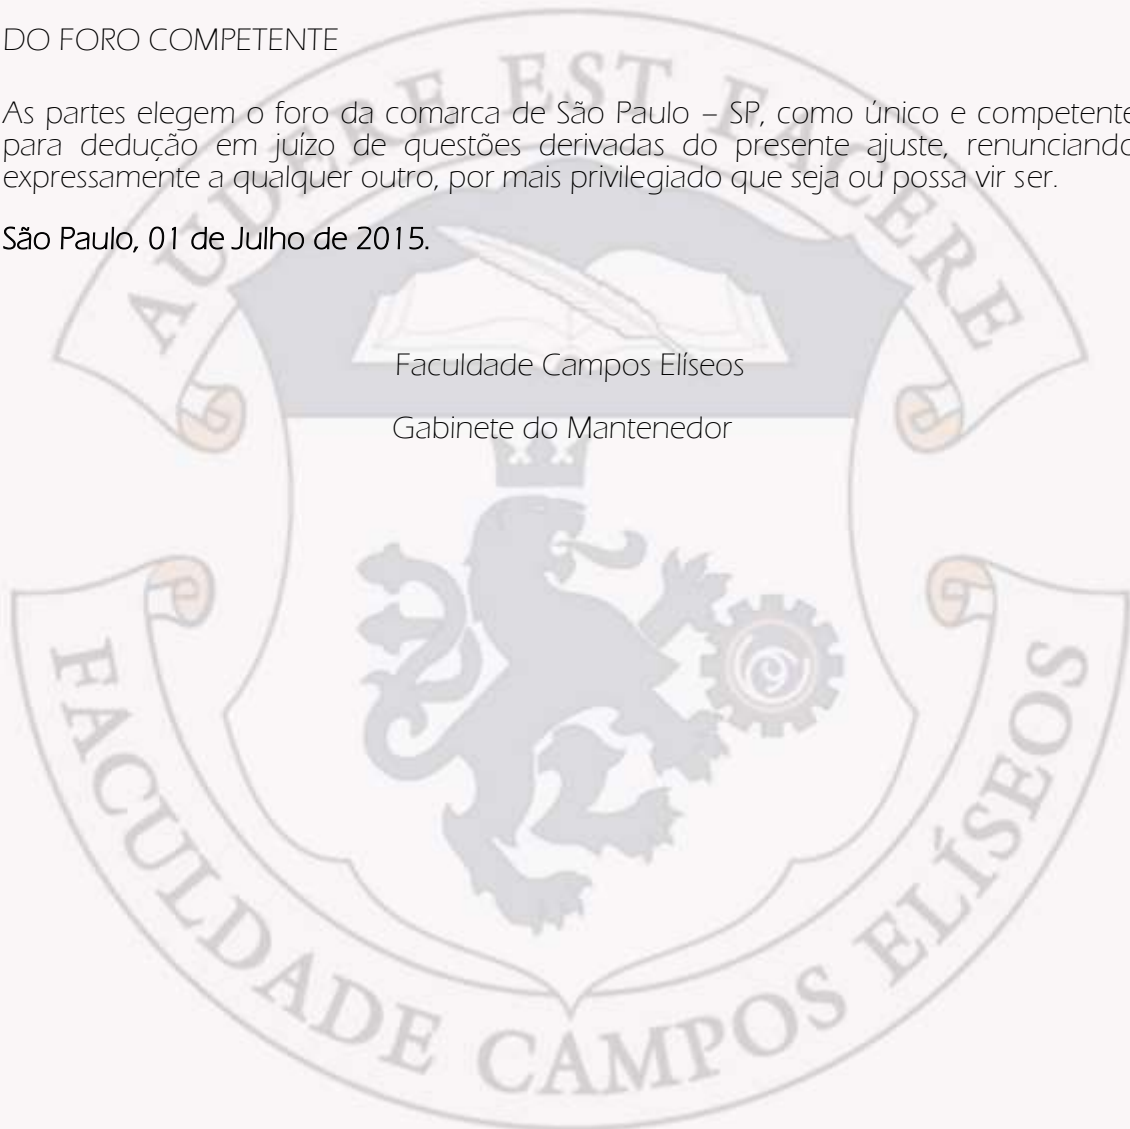 DO FORO COMPETENTE
As partes elegem o foro da comarca de São Paulo – SP, como único e competente
para dedução em juízo de questões derivadas do presente ajuste, renunciando
expressamente a qualquer outro, por mais privilegiado que seja ou possa vir ser.
São Paulo, 01 de Julho de 2015.
Faculdade Campos Elíseos
Gabinete do Mantenedor
AUDERE EST FACERE
FACULDADE CAMPOS ELÍSEOS